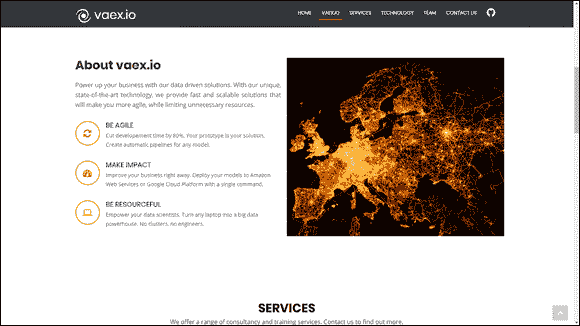 vaex.io
HOME VAEX.IO SERVICES TECHNOLOGY TEAM CONTACT US
About vaex.io
Power up your business with our data driven solutions. With our unique,
state-of-the-art technology, we provide fast and scalable solutions that
will make you more agile, while limiting unnecessary resources.
BE AGILE
Cut developement time by 80%. Your prototype is your solution.
Create automatic pipelines for any model.
MAKE IMPACT
Improve your business right away. Deploy your models to Amazon
Web Services or Google Cloud Platform with a single command.
BE RESOURCEFUL
Empower your data scientists. Turn any laptop into a big data
powerhouse. No clusters, no engineers.
SERVICES
We offer a range of consultancy and training services. Contact us to find out more.